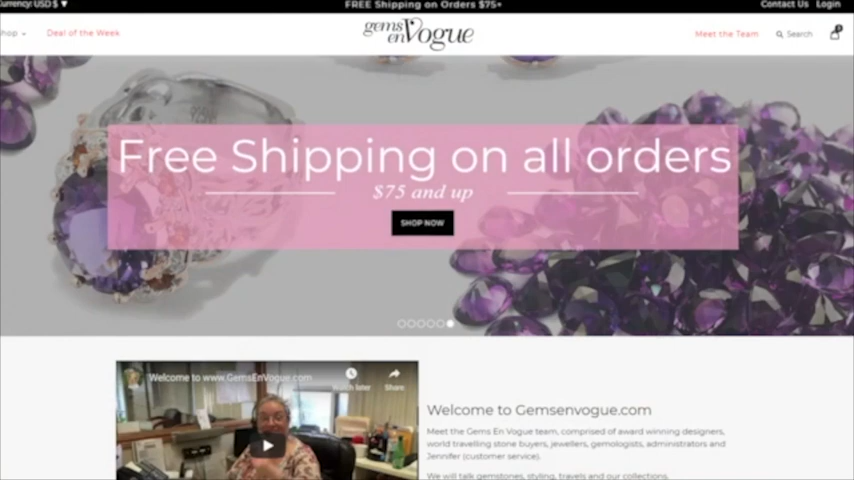 FREE Shipping on Orders $75+
Contact Us Login
Currency: USD $ ▼
Deal of the Week
gems en Vogue
Meet the Team
Search
Free Shipping on all orders
$75 and up
SHOP NOW
Welcome to www.GemsEnVogue.com
Watch later
Share
Welcome to Gemsenvogue.com
Meet the Gems En Vogue team, comprised of award winning designers,
world travelling stone buyers, jewellers, gemologists, administrators and
Jennifer (customer service).
We will talk gemstones, styling, travels and our collections.